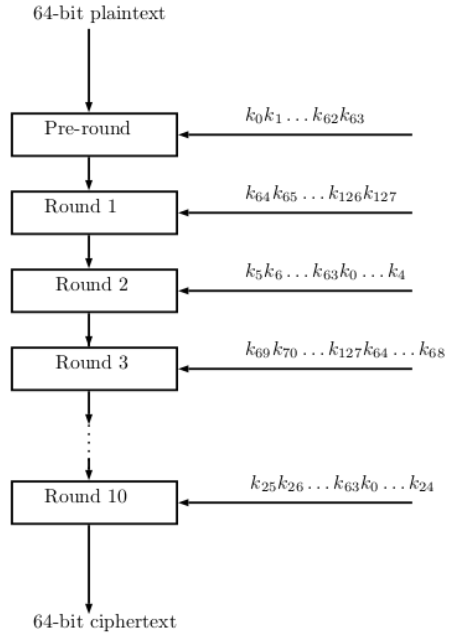 64-bit plaintext
Pre-round
k₀k₁ … k₆₂k₆₃
Round 1
k₆₄k₆₅ … k₁₂₆k₁₂₇
Round 2
k₅k₆ … k₆₃k₀ … k₄
Round 3
k₆₉k₇₀ … k₁₂₇k₆₄ … k₆₈
Round 10
k₂₅k₂₆ … k₆₃k₀ … k₂₄
64-bit ciphertext